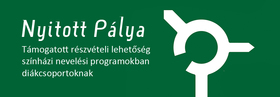 Nyitott Pálya
Támogatott részvételi lehetőség
színházi nevelési programokban
diákcsoportoknak